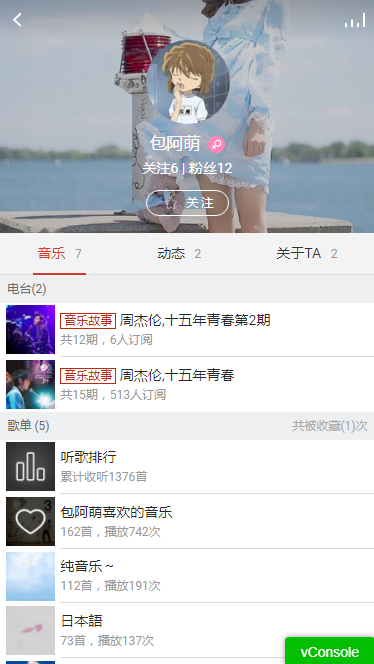 包阿萌
关注6 | 粉丝12
关注
音乐 7 动态 2 关于TA 2
电台(2)
音乐故事 周杰伦,十五年青春第2期
共12期，6人订阅
音乐故事 周杰伦,十五年青春
共15期，513人订阅
歌单 (5) 共被收藏(1)次
听歌排行
累计收听1376首
3
包阿萌喜欢的音乐
162首，播放742次
纯音乐～
112首，播放191次
日本語
73首，播放137次
vConsole